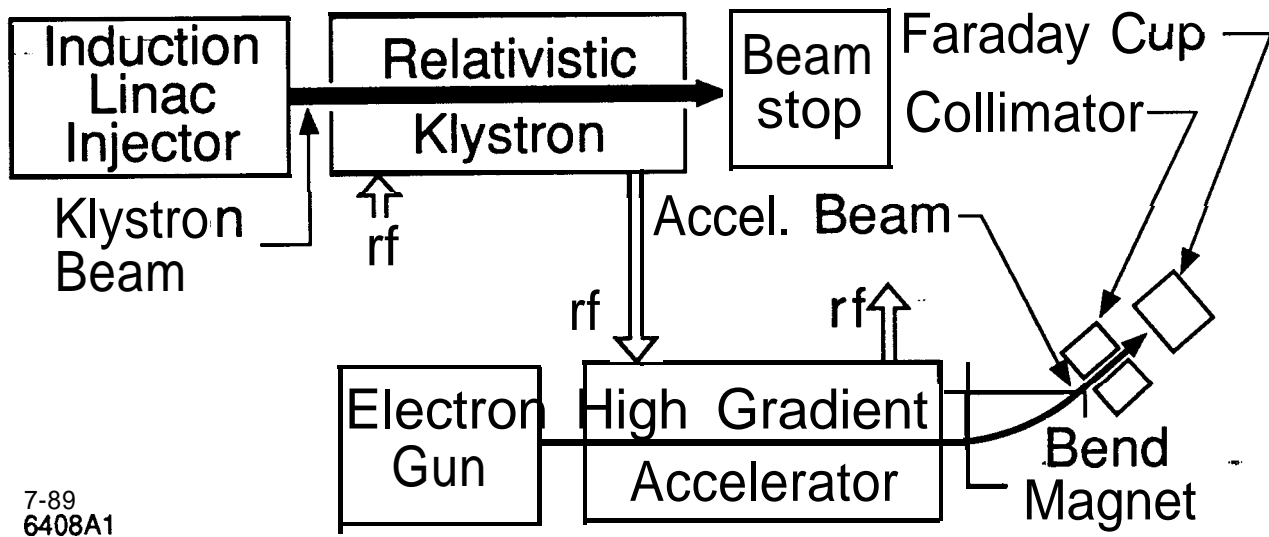 Induction
Linac
Injector
Relativistic
Klystron
Beam
stop
Faraday Cup
Collimator
Klystron
Beam
rf
Accel. Beam
rf
rf
Electron
Gun
High Gradient
Accelerator
Bend
Magnet
7-89
6408A1